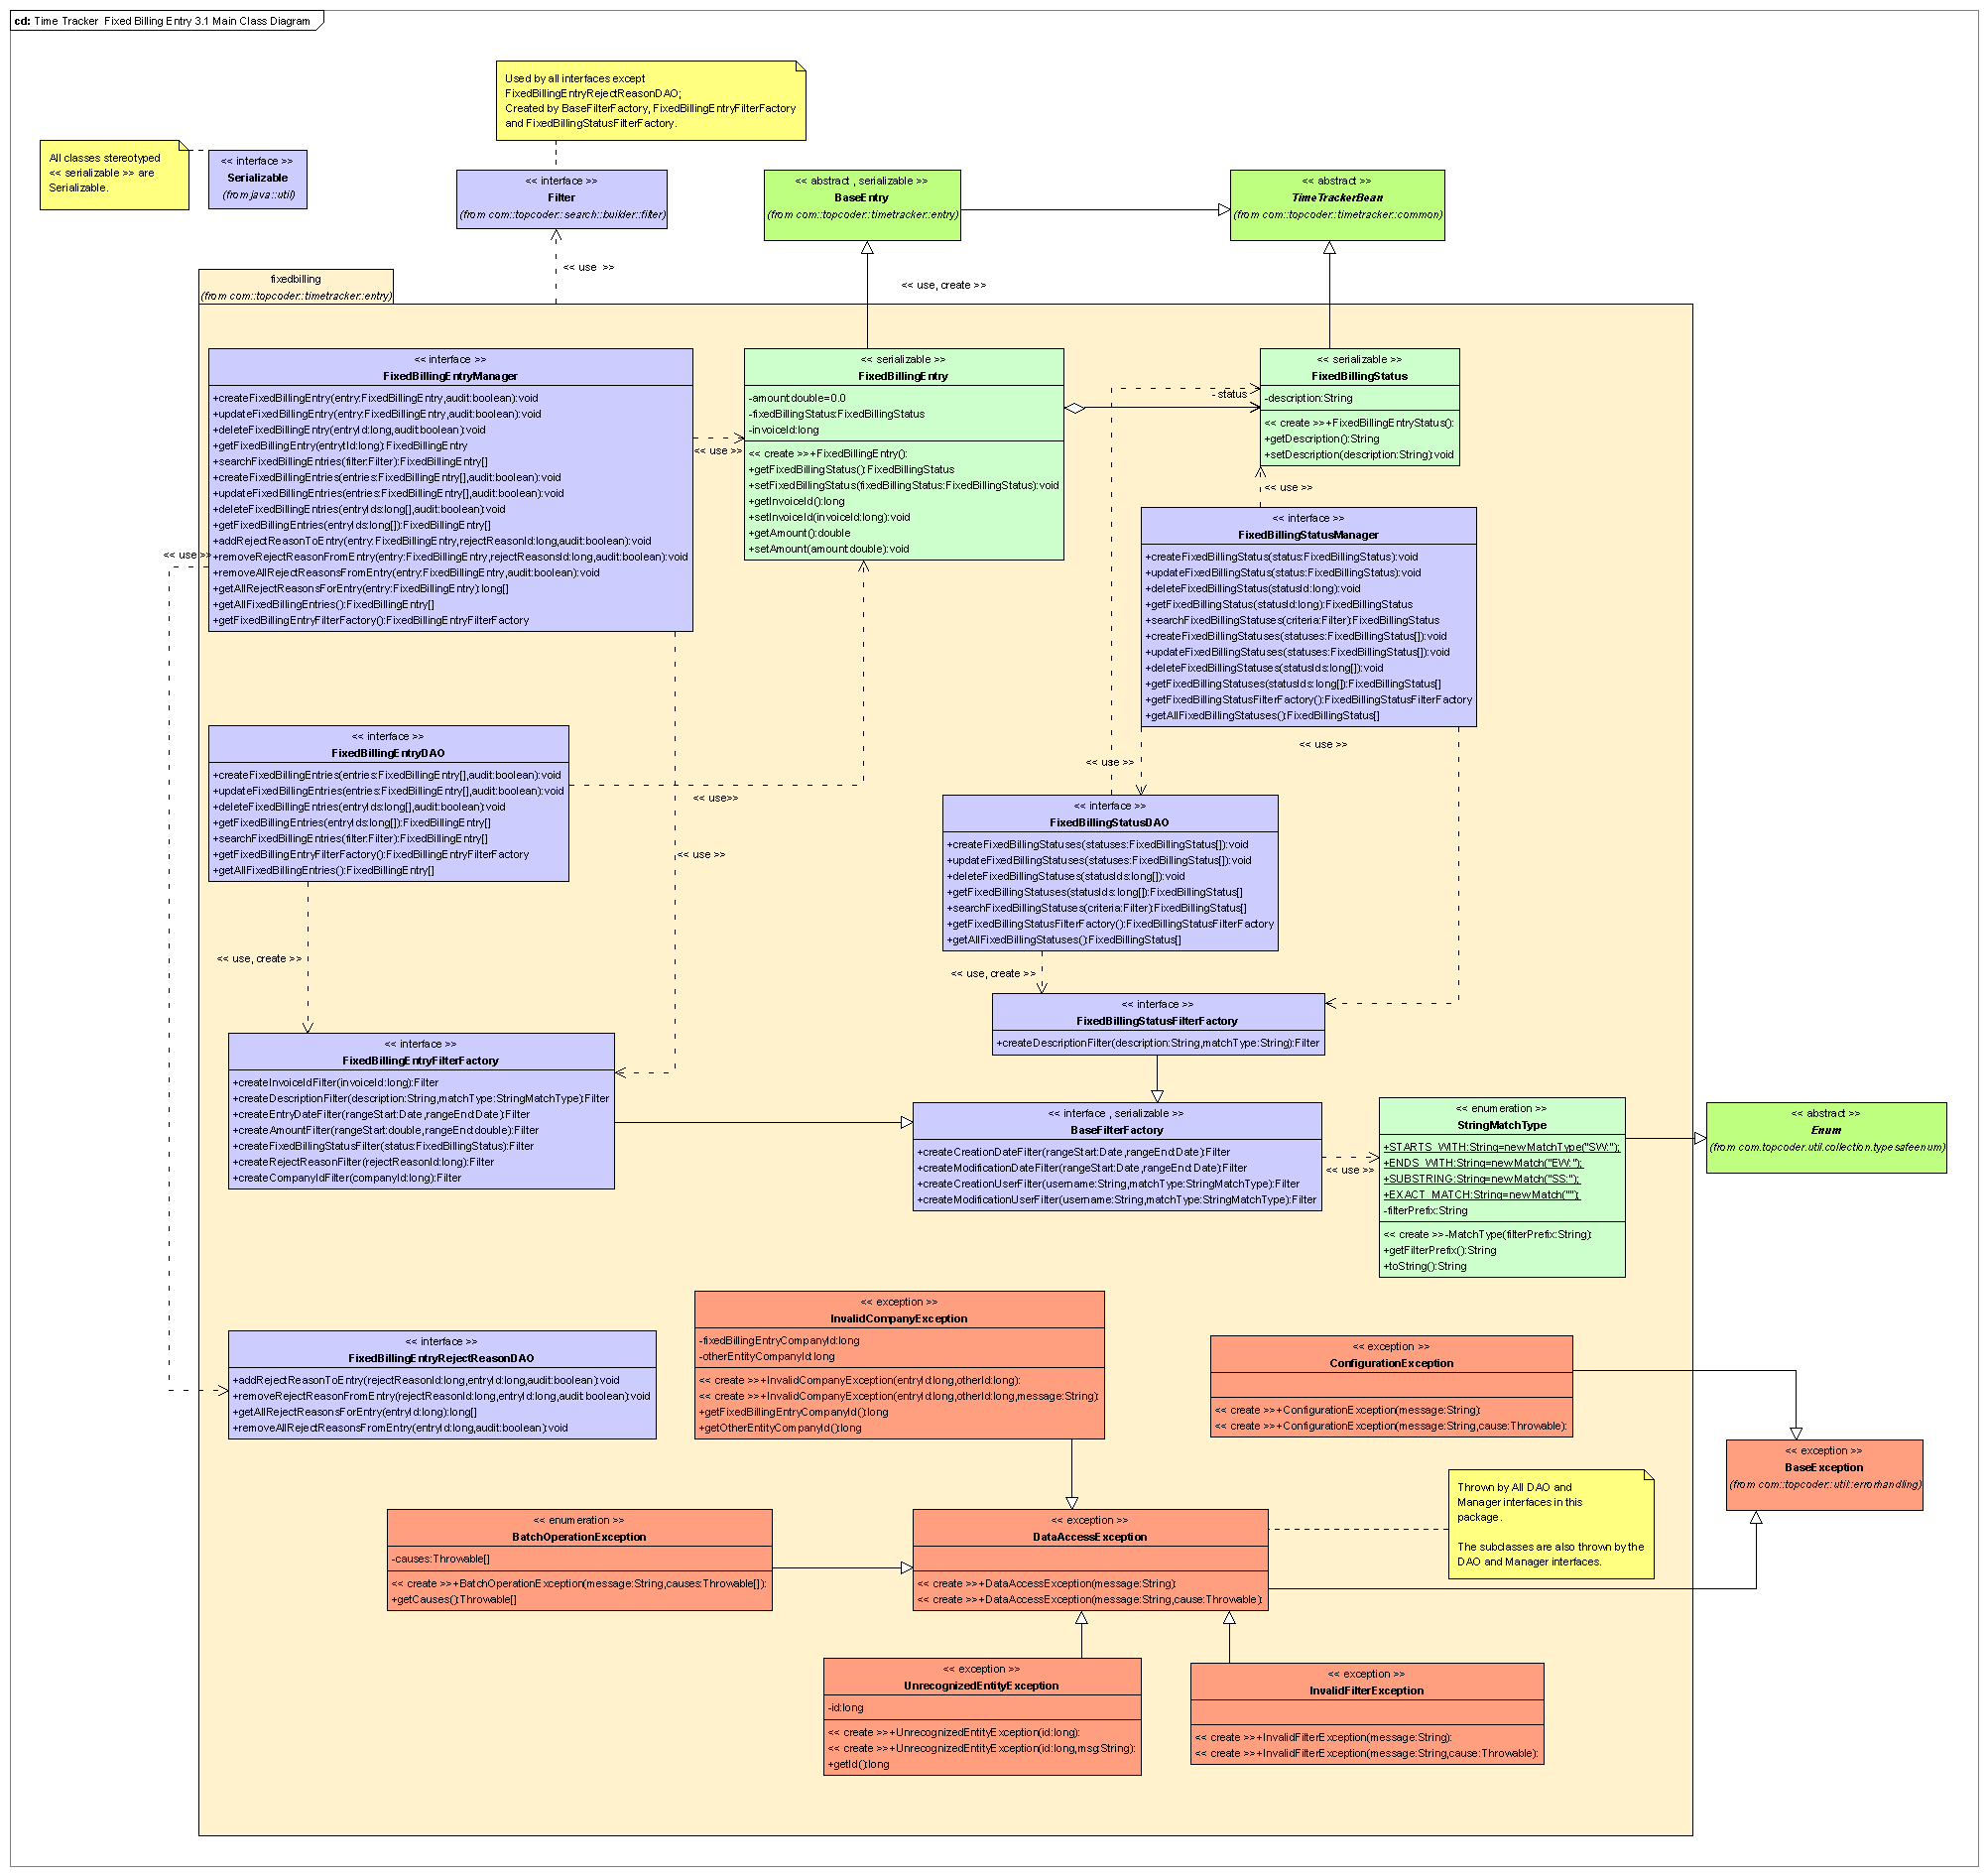 cd: Time Tracker Fixed Billing Entry 3.1 Main Class Diagram
Used by all interfaces except
FixedBillingEntryRejectReasonDAO;
Created by BaseFilterFactory, FixedBillingEntryFilterFactory
and FixedBillingStatusFilterFactory.
All classes stereotyped
<< serializable >> are
Serializable.
<< interface >>
Serializable
(from java::util)
<< interface >>
Filter
(from com::topcoder::search::builder::filter)
<< abstract , serializable >>
BaseEntry
(from com::topcoder::timetracker::entry)
<< abstract >>
TimeTrackerBean
(from com::topcoder::timetracker::common)
<< use >>
<< use, create >>
fixedbilling
(from com::topcoder::timetracker::entry)
<< interface >>
FixedBillingEntryManager
+createFixedBillingEntry(entry:FixedBillingEntry,audit:boolean):void
+updateFixedBillingEntry(entry:FixedBillingEntry,audit:boolean):void
+deleteFixedBillingEntry(entryId:long,audit:boolean):void
+getFixedBillingEntry(entrytId:long):FixedBillingEntry
+searchFixedBillingEntries(filter:Filter):FixedBillingEntry[]
+createFixedBillingEntries(entries:FixedBillingEntry[],audit:boolean):void
+updateFixedBillingEntries(entries:FixedBillingEntry[],audit:boolean):void
+deleteFixedBillingEntries(entryIds:long[],audit:boolean):void
+getFixedBillingEntries(entryIds:long[]):FixedBillingEntry[]
+addRejectReasonToEntry(entry:FixedBillingEntry,rejectReasonId:long,audit:boolean):void
+removeRejectReasonFromEntry(entry:FixedBillingEntry,rejectReasonsId:long,audit:boolean):void
+removeAllRejectReasonsFromEntry(entry:FixedBillingEntry,audit:boolean):void
+getAllRejectReasonsForEntry(entry:FixedBillingEntry):long[]
+getAllFixedBillingEntries():FixedBillingEntry[]
+getFixedBillingEntryFilterFactory():FixedBillingEntryFilterFactory
<< use >>
<< use >>
<< serializable >>
FixedBillingEntry
-amount:double=0.0
-fixedBillingStatus:FixedBillingStatus
-invoiceId:long
<< create >>+FixedBillingEntry():
+getFixedBillingStatus():FixedBillingStatus
+setFixedBillingStatus(fixedBillingStatus:FixedBillingStatus):void
+getInvoiceId():long
+setInvoiceId(invoiceId:long):void
+getAmount():double
+setAmount(amount:double):void
-status
<< serializable >>
FixedBillingStatus
-description:String
<< create >>+FixedBillingEntryStatus():
+getDescription():String
+setDescription(description:String):void
<< use >>
<< interface >>
FixedBillingStatusManager
+createFixedBillingStatus(status:FixedBillingStatus):void
+updateFixedBillingStatus(status:FixedBillingStatus):void
+deleteFixedBillingStatus(statusId:long):void
+getFixedBillingStatus(statusId:long):FixedBillingStatus
+searchFixedBillingStatuses(criteria:Filter):FixedBillingStatus
+createFixedBillingStatuses(statuses:FixedBillingStatus[]):void
+updateFixedBillingStatuses(statuses:FixedBillingStatus[]):void
+deleteFixedBillingStatuses(statusIds:long[]):void
+getFixedBillingStatuses(statusIds:long[]):FixedBillingStatus[]
+getFixedBillingStatusFilterFactory():FixedBillingStatusFilterFactory
+getAllFixedBillingStatuses():FixedBillingStatus[]
<< use >>
<< use >>
<< interface >>
FixedBillingEntryDAO
+createFixedBillingEntries(entries:FixedBillingEntry[],audit:boolean):void
+updateFixedBillingEntries(entries:FixedBillingEntry[],audit:boolean):void
+deleteFixedBillingEntries(entryIds:long[],audit:boolean):void
+getFixedBillingEntries(entryIds:long[]):FixedBillingEntry[]
+searchFixedBillingEntries(filter:Filter):FixedBillingEntry[]
+getFixedBillingEntryFilterFactory():FixedBillingEntryFilterFactory
+getAllFixedBillingEntries():FixedBillingEntry[]
<< use>>
<< use >>
<< interface >>
FixedBillingStatusDAO
+createFixedBillingStatuses(statuses:FixedBillingStatus[]):void
+updateFixedBillingStatuses(statuses:FixedBillingStatus[]):void
+deleteFixedBillingStatuses(statusIds:long[]):void
+getFixedBillingStatuses(statusIds:long[]):FixedBillingStatus[]
+searchFixedBillingStatuses(criteria:Filter):FixedBillingStatus[]
+getFixedBillingStatusFilterFactory():FixedBillingStatusFilterFactory
+getAllFixedBillingStatuses():FixedBillingStatus[]
<< use, create >>
<< use, create >>
<< interface >>
FixedBillingStatusFilterFactory
+createDescriptionFilter(description:String,matchType:String):Filter
<< interface >>
FixedBillingEntryFilterFactory
+createInvoiceIdFilter(invoiceId:long):Filter
+createDescriptionFilter(description:String,matchType:StringMatchType):Filter
+createEntryDateFilter(rangeStart:Date,rangeEnd:Date):Filter
+createAmountFilter(rangeStart:double,rangeEnd:double):Filter
+createFixedBillingStatusFilter(status:FixedBillingStatus):Filter
+createRejectReasonFilter(rejectReasonId:long):Filter
+createCompanyIdFilter(companyId:long):Filter
<< interface , serializable >>
BaseFilterFactory
+createCreationDateFilter(rangeStart:Date,rangeEnd:Date):Filter
+createModificationDateFilter(rangeStart:Date,rangeEnd:Date):Filter
+createCreationUserFilter(username:String,matchType:StringMatchType):Filter
+createModificationUserFilter(username:String,matchType:StringMatchType):Filter
<< use >>
<< enumeration >>
StringMatchType
+STARTS_WITH:String=newMatchType("SW:");
+ENDS_WITH:String=newMatch("EW:");
+SUBSTRING:String=newMatch("SS:");
+EXACT_MATCH:String=newMatch("");
-filterPrefix:String
<< create >>-MatchType(filterPrefix:String):
+getFilterPrefix():String
+toString():String
<< abstract >>
Enum
(from com.topcoder.util.collection.typesafeenum)
<< interface >>
FixedBillingEntryRejectReasonDAO
+addRejectReasonToEntry(rejectReasonId:long,entryId:long,audit:boolean):void
+removeRejectReasonFromEntry(rejectReasonId:long,entryId:long,audit:boolean):void
+getAllRejectReasonsForEntry(entryId:long):long[]
+removeAllRejectReasonsFromEntry(entryId:long,audit:boolean):void
<< exception >>
InvalidCompanyException
-fixedBillingEntryCompanyId:long
-otherEntityCompanyId:long
<< create >>+InvalidCompanyException(entryId:long,otherId:long):
<< create >>+InvalidCompanyException(entryId:long,otherId:long,message:String):
+getFixedBillingEntryCompanyId():long
+getOtherEntityCompanyId():long
<< exception >>
ConfigurationException
<< create >>+ConfigurationException(message:String):
<< create >>+ConfigurationException(message:String,cause:Throwable):
<< exception >>
BaseException
(from com::topcoder::util::errorhandling)
Thrown by All DAO and
Manager interfaces in this
package.
The subclasses are also thrown by the
DAO and Manager interfaces.
<< enumeration >>
BatchOperationException
-causes:Throwable[]
<< create >>+BatchOperationException(message:String,causes:Throwable[]):
+getCauses():Throwable[]
<< exception >>
DataAccessException
<< create >>+DataAccessException(message:String):
<< create >>+DataAccessException(message:String,cause:Throwable):
<< exception >>
UnrecognizedEntityException
-id:long
<< create >>+UnrecognizedEntityException(id:long):
<< create >>+UnrecognizedEntityException(id:long,msg:String):
+getId():long
<< exception >>
InvalidFilterException
<< create >>+InvalidFilterException(message:String):
<< create >>+InvalidFilterException(message:String,cause:Throwable):